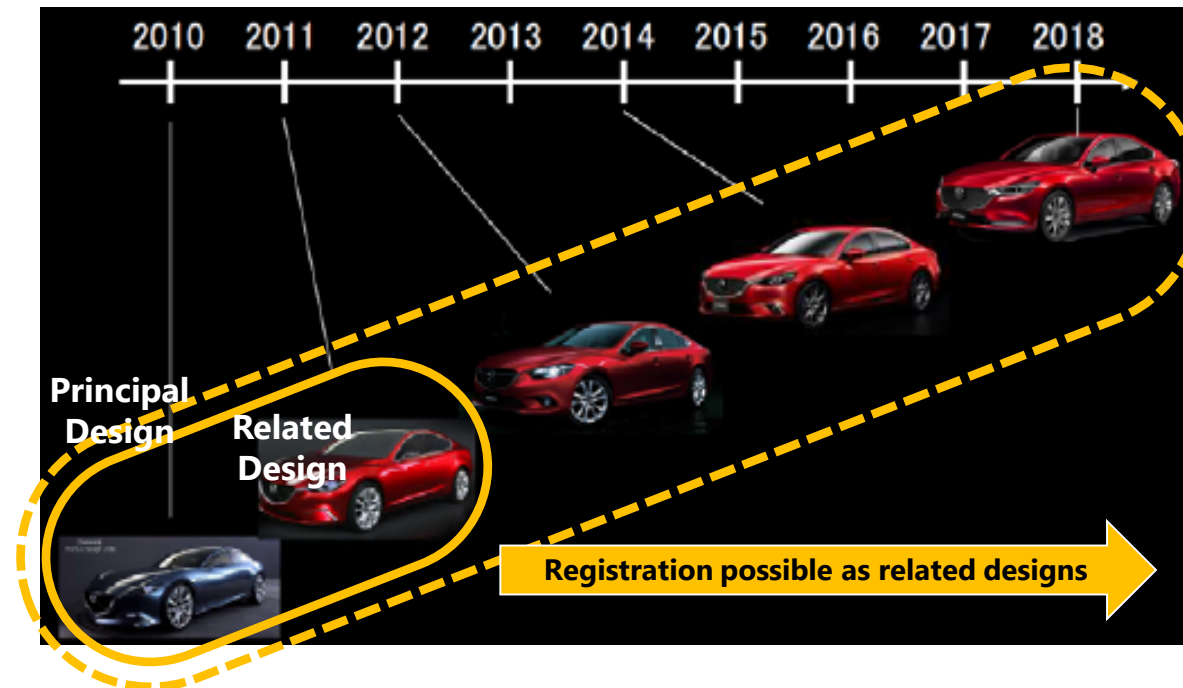 2010 2011 2012 2013 2014 2015 2016 2017 2018
Principal
Design
Related
Design
Registration possible as related designs